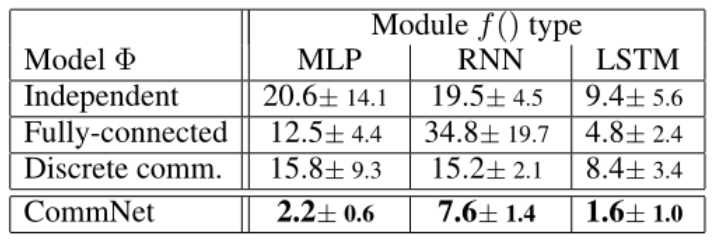 Module f() type
Model Φ MLP RNN LSTM
Independent 20.6± 14.1 19.5± 4.5 9.4± 5.6
Fully-connected 12.5± 4.4 34.8± 19.7 4.8± 2.4
Discrete comm. 15.8± 9.3 15.2± 2.1 8.4± 3.4
CommNet 2.2± 0.6 7.6± 1.4 1.6± 1.0